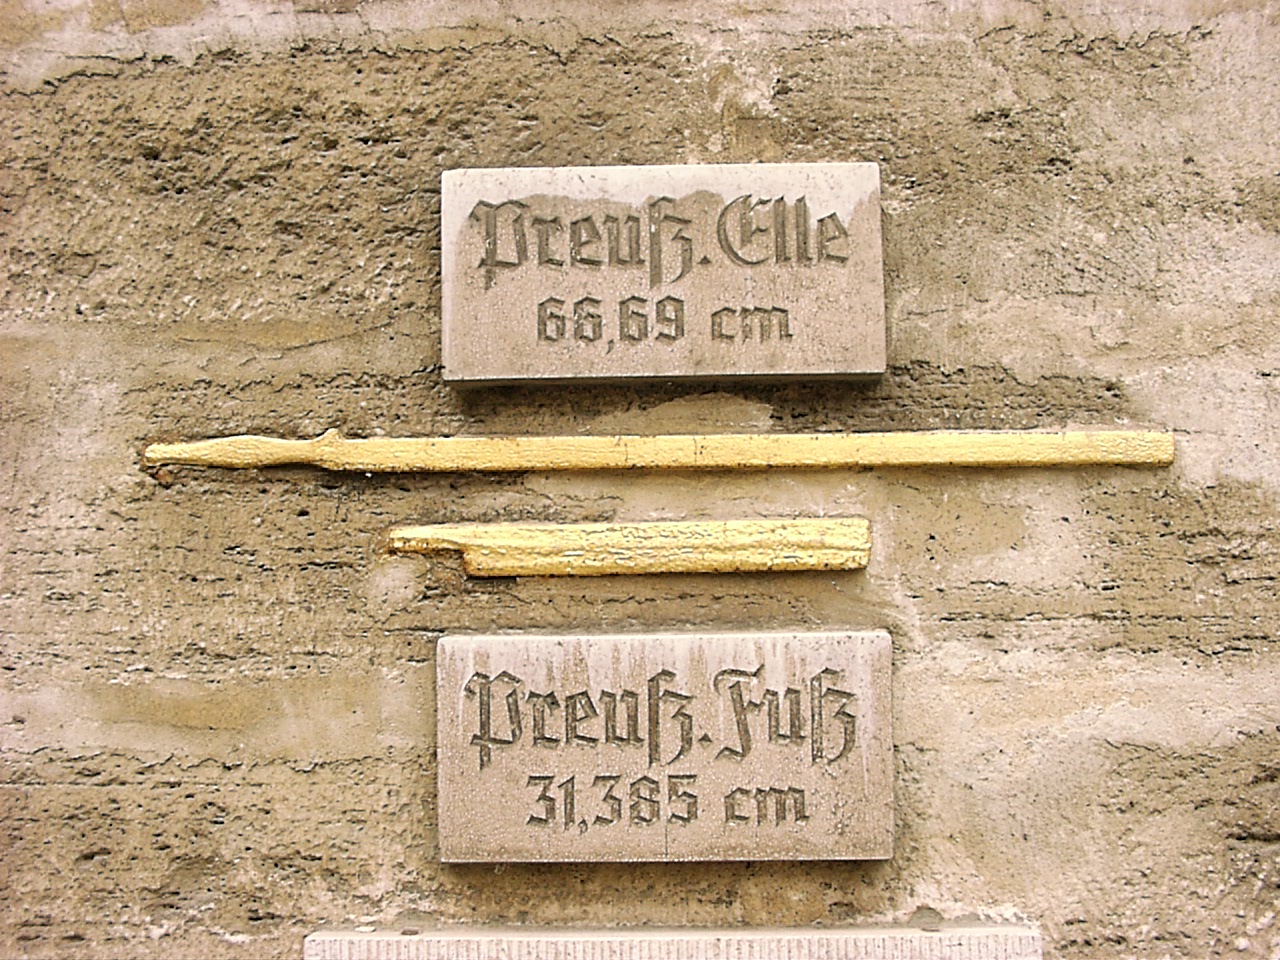 Preuß. Elle
66,69 cm
Preuß. Fuß
31,385 cm